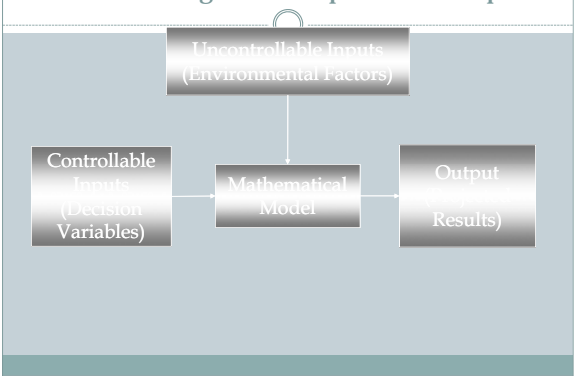 Uncontrollable Inputs
(Environmental Factors)
Controllable
Inputs
(Decision
Variables)
Mathematical
Model
Output
Results)